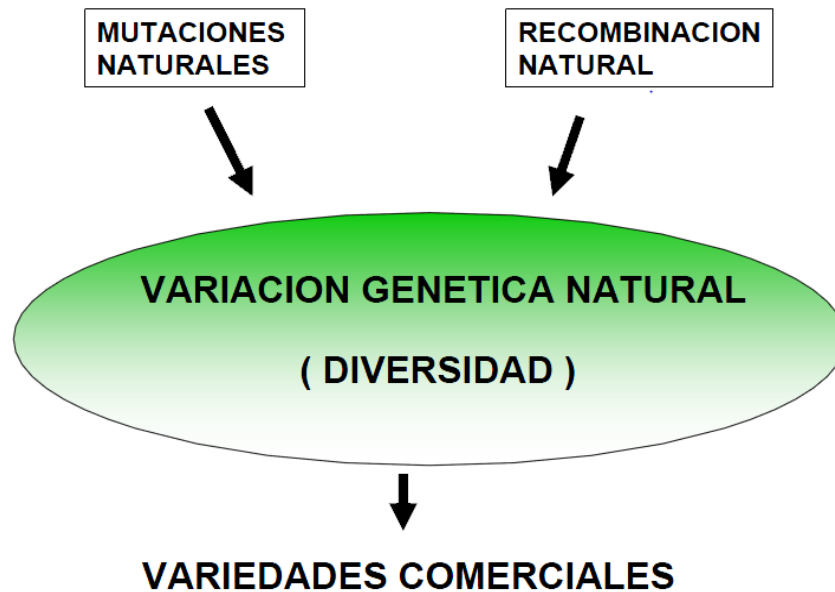 MUTACIONES
NATURALES
RECOMBINACION
NATURAL
VARIACION GENETICA NATURAL
( DIVERSIDAD )
VARIEDADES COMERCIALES